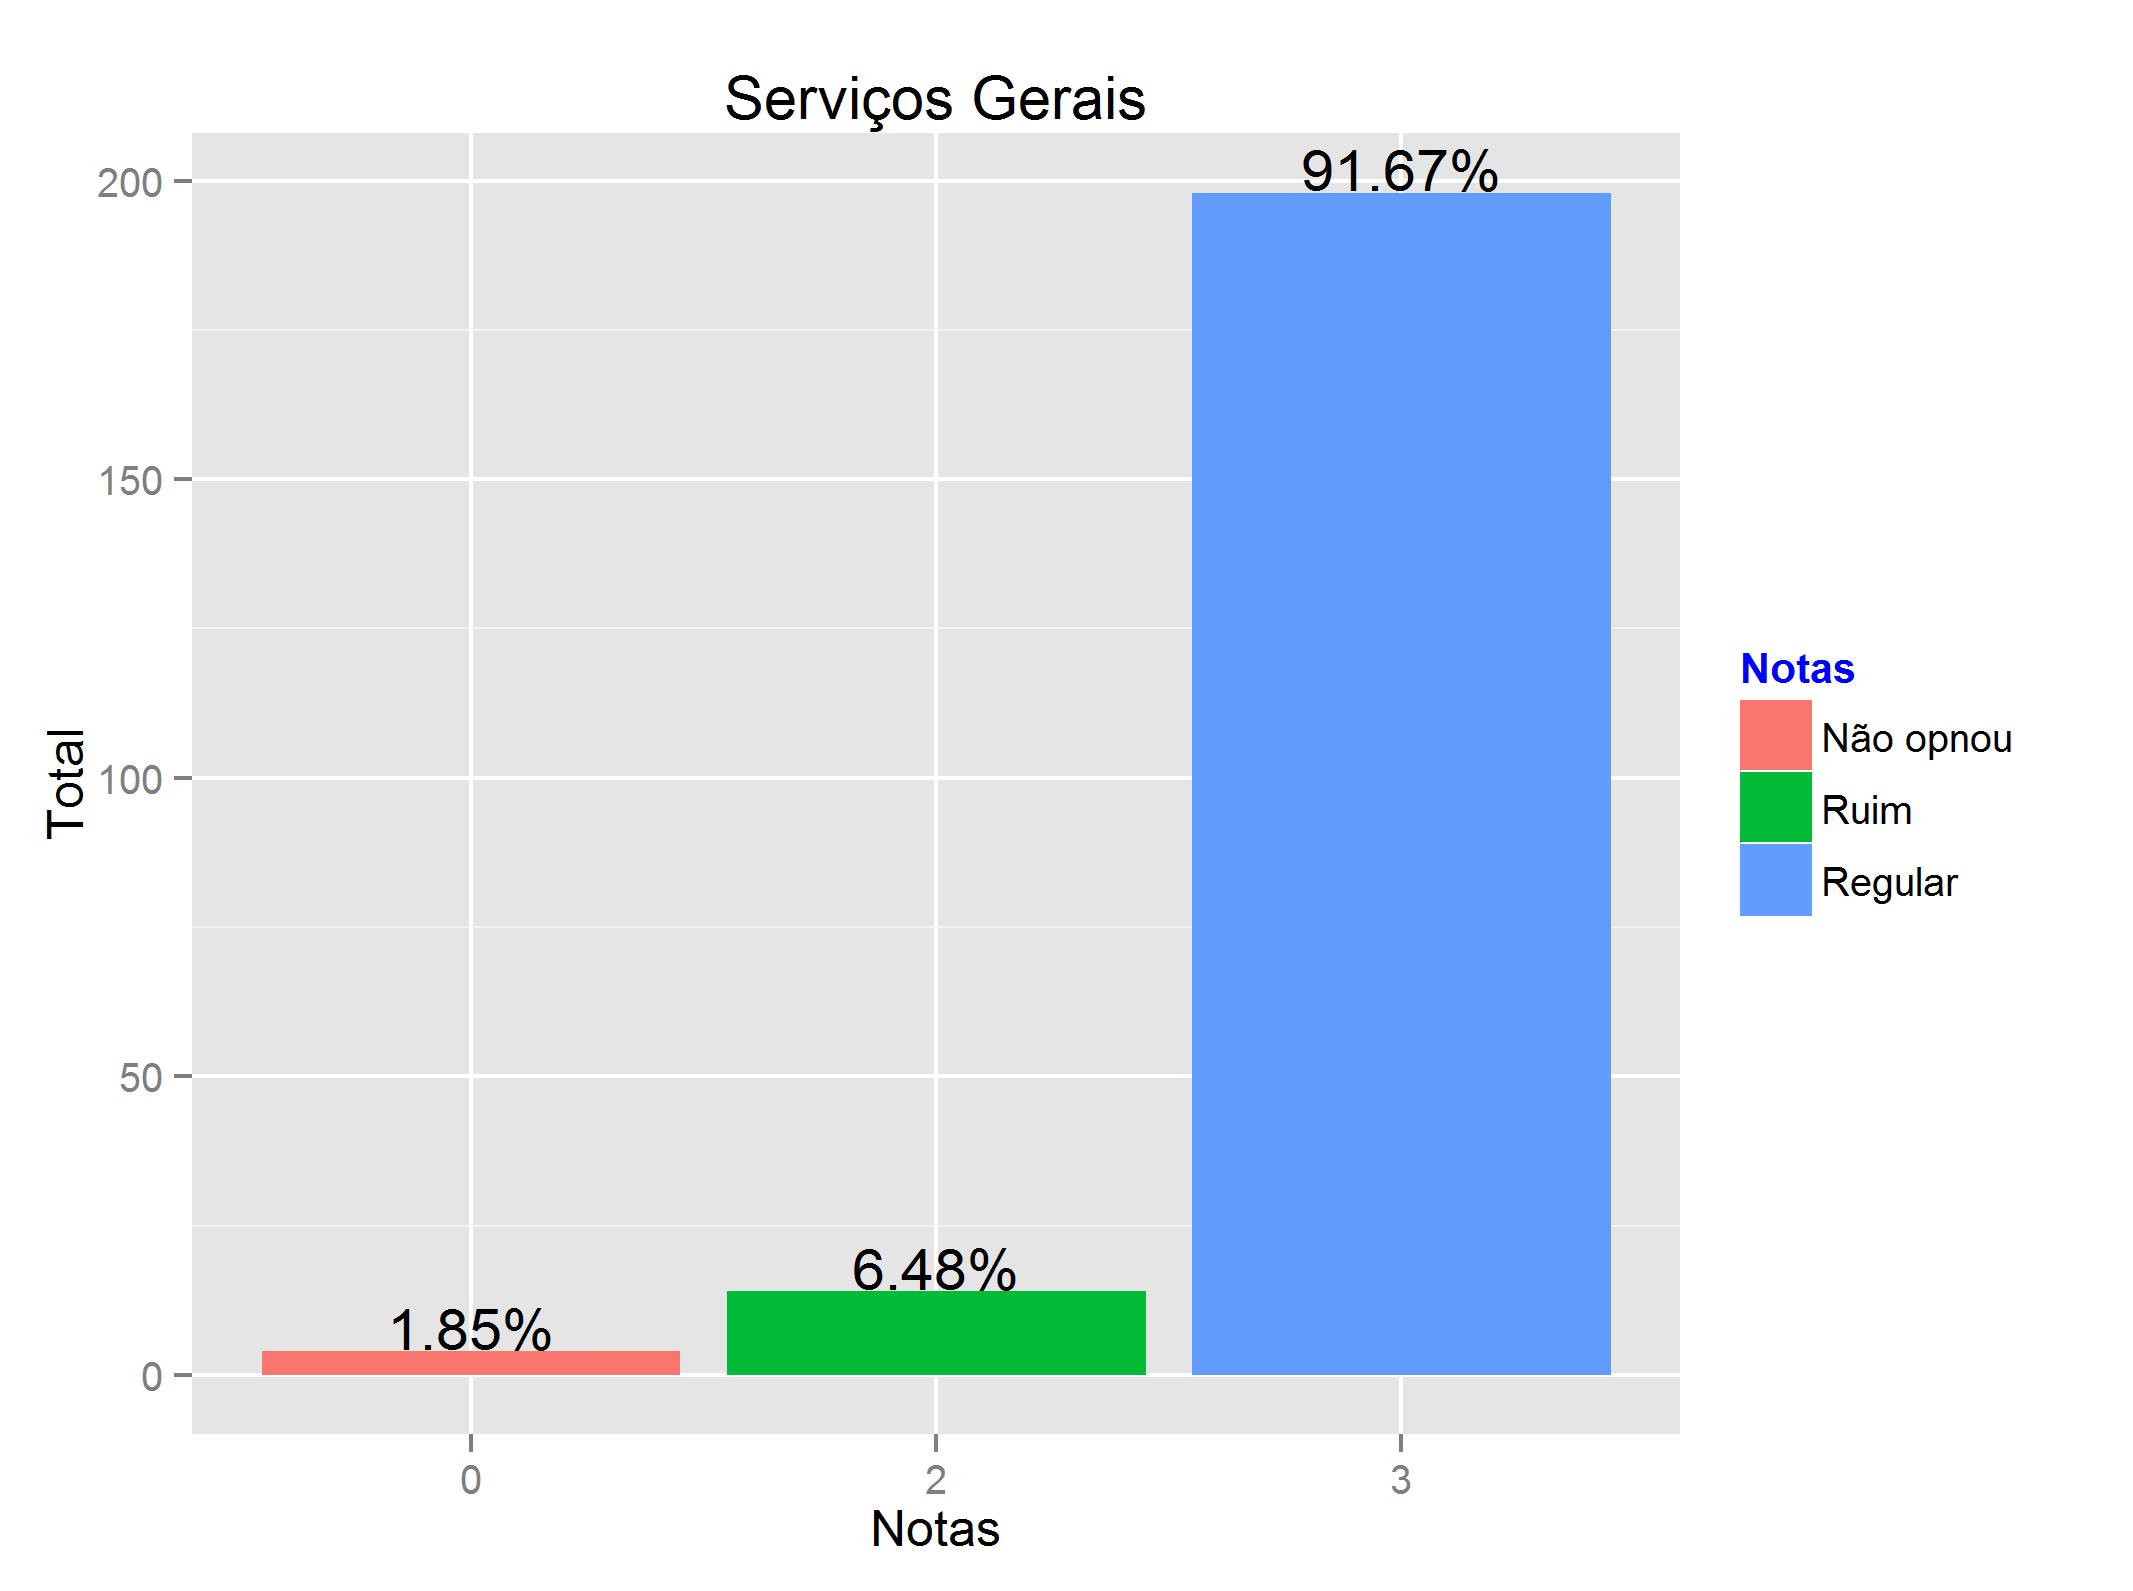 Serviços Gerais
91.67%
200
150
100
50
0
6.48%
1.85%
Total
0 2 3
Notas
Notas
Não opnou
Ruim
Regular